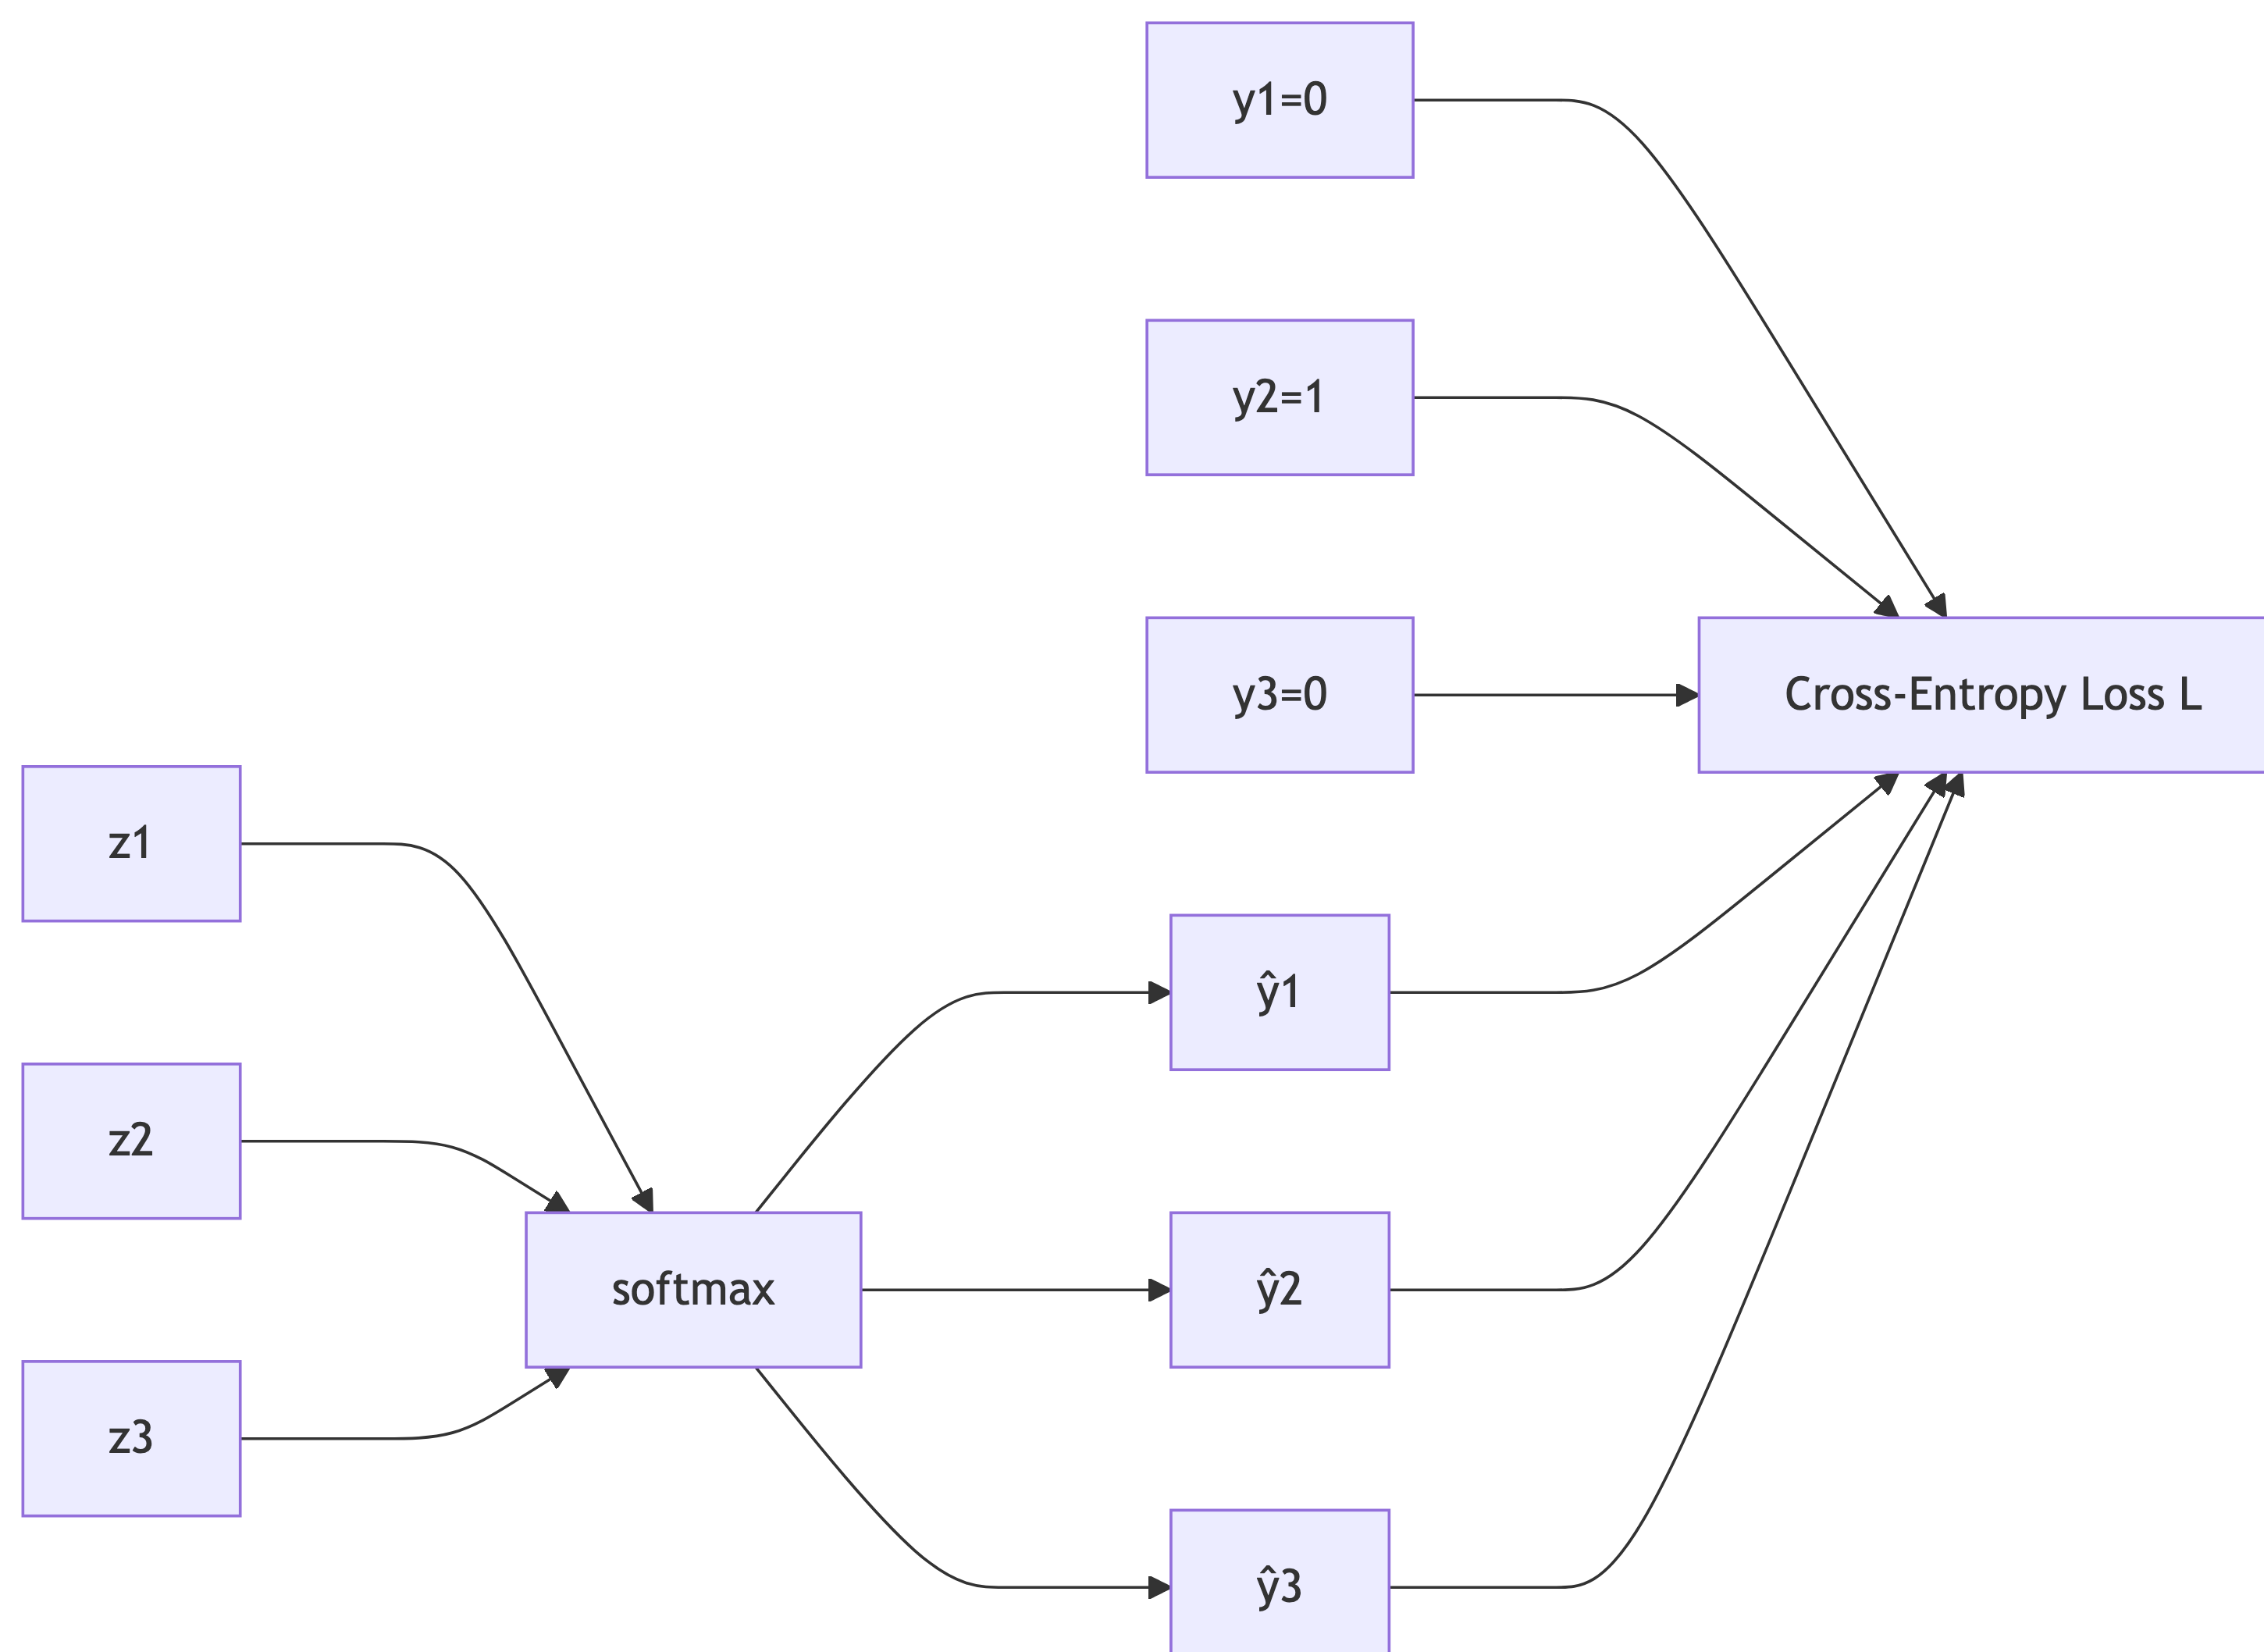 y1=0
y2=1
y3=0
Cross-Entropy Loss L
z1
z2
z3
softmax
ŷ1
ŷ2
ŷ3